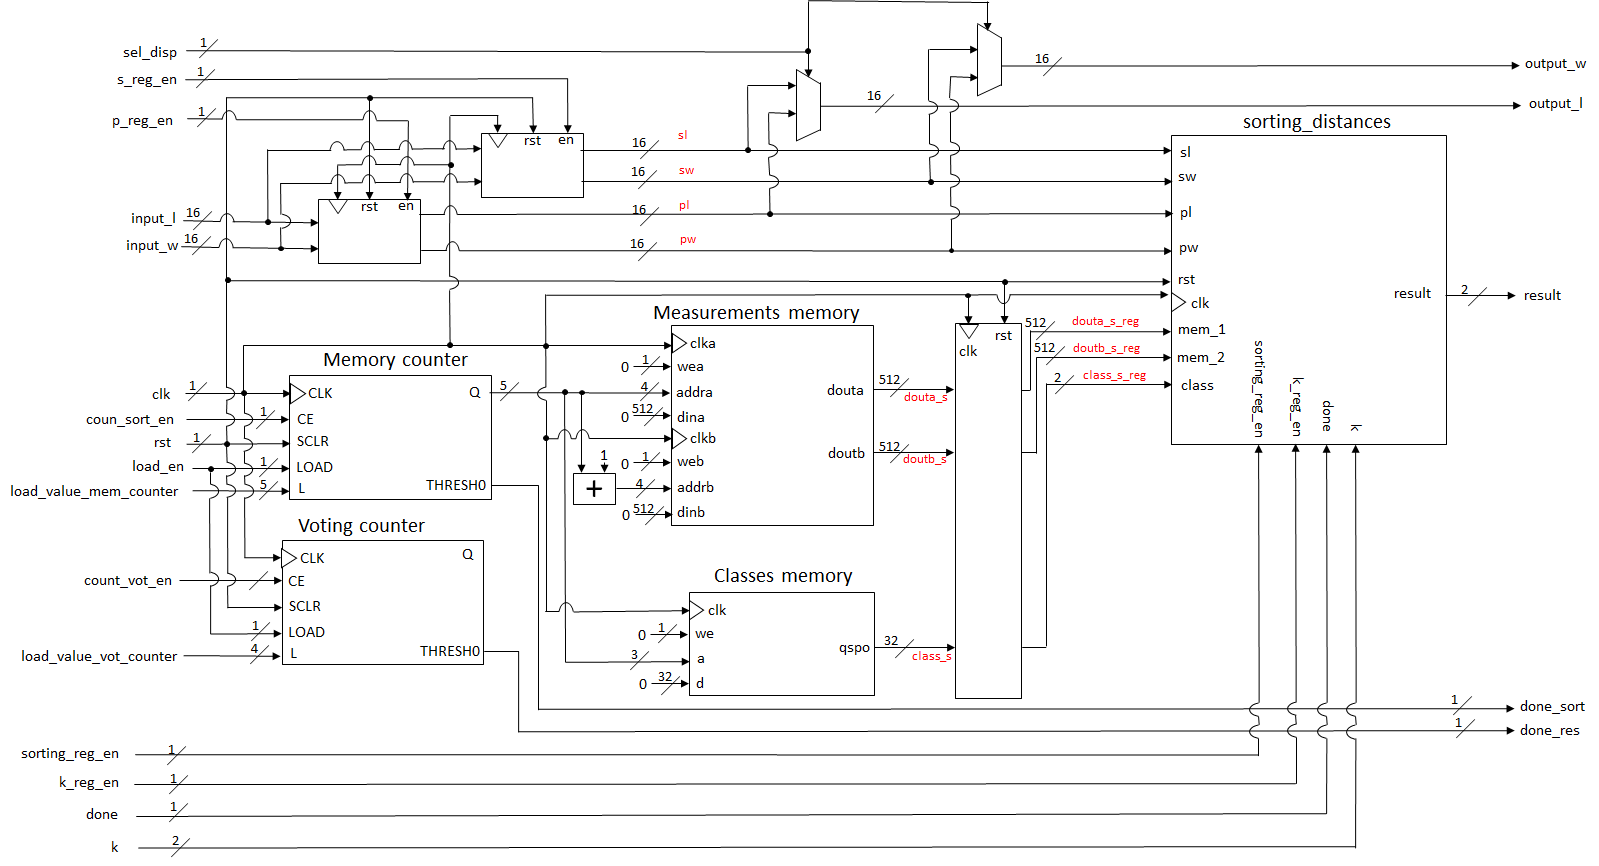 sel_disp 1
s_reg_en 1
p_reg_en 1
16 output_w
16 output_l
rst en
rst en
input_l 16
input_w 16
16 sl
16 sw
16 pl
16 pw
sorting_distances
sl
sw
pl
pw
rst
clk
mem_1
mem_2
class
result 2 result
sorting_reg_en
k_reg_en
done
k
Measurements memory
clka
0 1 wea
4 addra
0 512 dina
clkb
0 1 web
4 addrb
0 512 dinb
douta 512 douta_s
doutb 512 doutb_s
1
+
clk rst
512 douta_s_reg
512 doutb_s_reg
2 class_s_reg
Memory counter
clk 1 CLK Q 5
coun_sort_en 1 CE
rst 1 SCLR
load_en 1 LOAD
load_value_mem_counter 5 L THRESH0
Voting counter
CLK Q
count_vot_en CE
SCLR
1 LOAD
load_value_vot_counter 4 L THRESH0
Classes memory
clk
0 1 we
3 a
0 32 d
qspo 32 class_s
1 done_sort
1 done_res
sorting_reg_en 1
k_reg_en 1
done 1
k 2